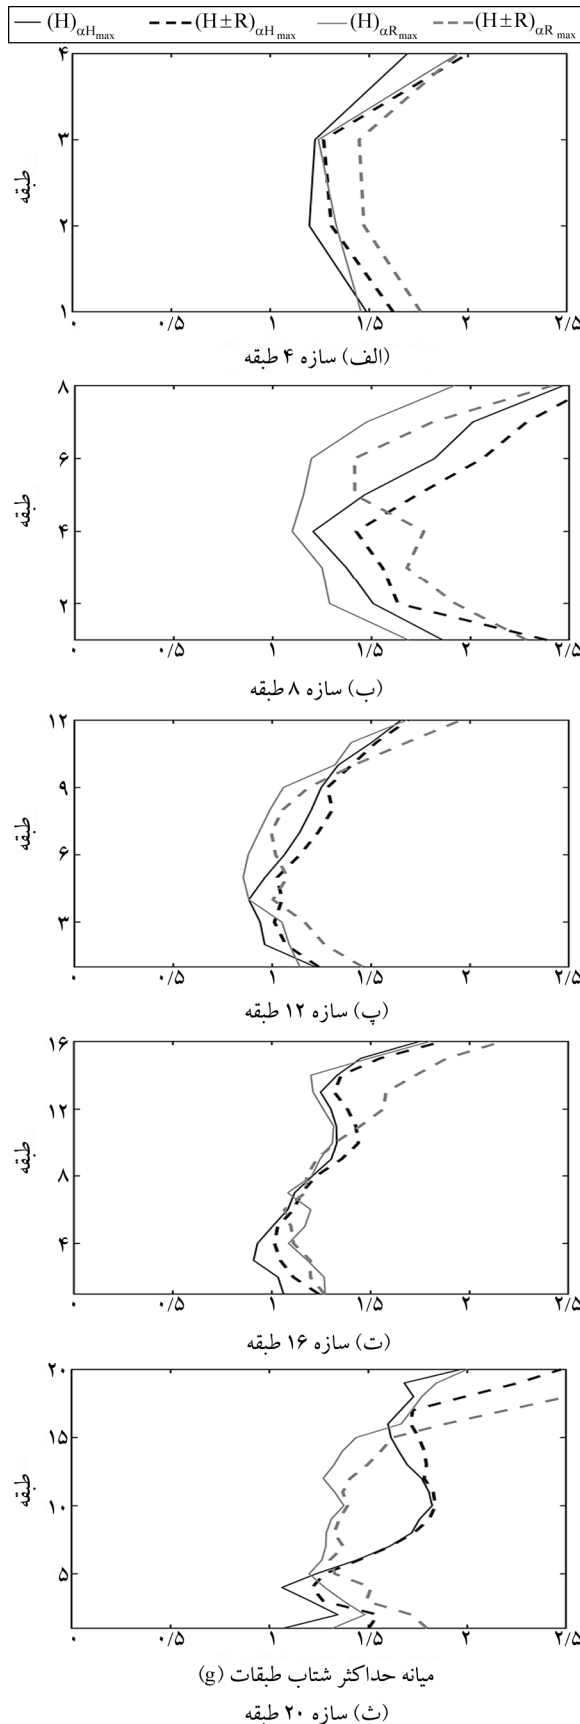 (H)αHmax (H±R)αHmax (H)αRmax (H±R)αRmax
۴
۳
۲
۱
طبقه
۰ ۰/۵ ۱ ۱/۵ ۲ ۲/۵
(الف) سازه ۴ طبقه
۸
۶
۴
۲
طبقه
۰ ۰/۵ ۱ ۱/۵ ۲ ۲/۵
(ب) سازه ۸ طبقه
۱۲
۹
۶
۳
طبقه
۰ ۰/۵ ۱ ۱/۵ ۲ ۲/۵
(پ) سازه ۱۲ طبقه
۱۶
۱۲
۸
۴
طبقه
۰ ۰/۵ ۱ ۱/۵ ۲ ۲/۵
(ت) سازه ۱۶ طبقه
۲۰
۱۵
۱۰
۵
طبقه
۰ ۰/۵ ۱ ۱/۵ ۲ ۲/۵
میانه حداکثر شتاب طبقات (g)
(ث) سازه ۲۰ طبقه